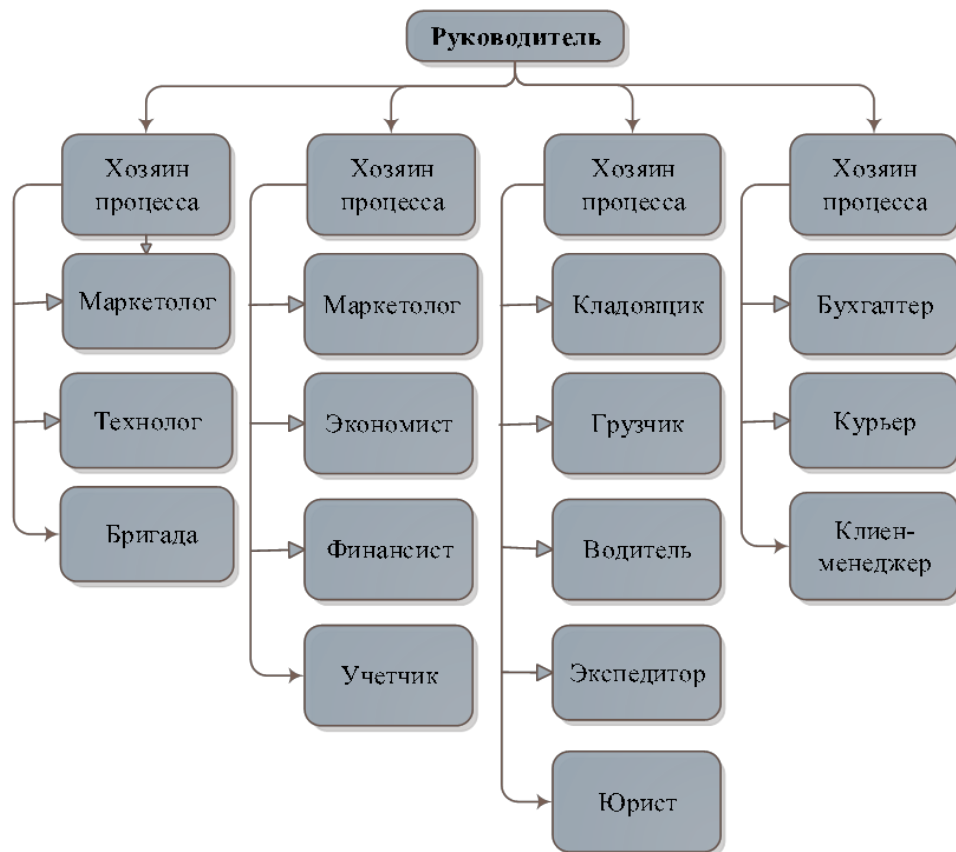 Руководитель
Хозяин
процесса
Маркетолог
Технолог
Бригада
Хозяин
процесса
Маркетолог
Экономист
Финансист
Учетчик
Хозяин
процесса
Кладовщик
Грузчик
Водитель
Экспедитор
Юрист
Хозяин
процесса
Бухгалтер
Курьер
Клиен-
менеджер